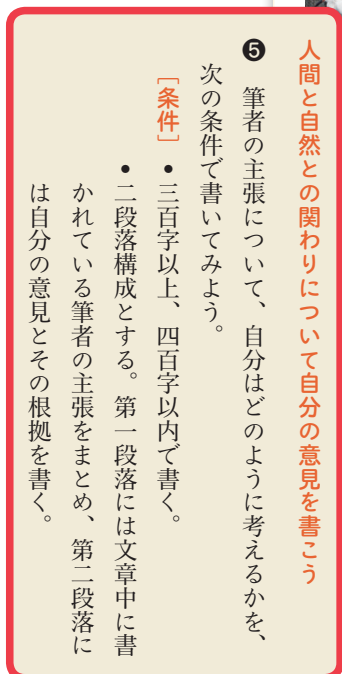 人間と自然との関わりについて自分の意見を書こう
❺ 筆者の主張について、自分はどのように考えるかを、
次の条件で書いてみよう。
［条件］ • 三百字以上、四百字以内で書く。
• 二段落構成とする。第一段落には文章中に書
かれている筆者の主張をまとめ、第二段落に
は自分の意見とその根拠を書く。